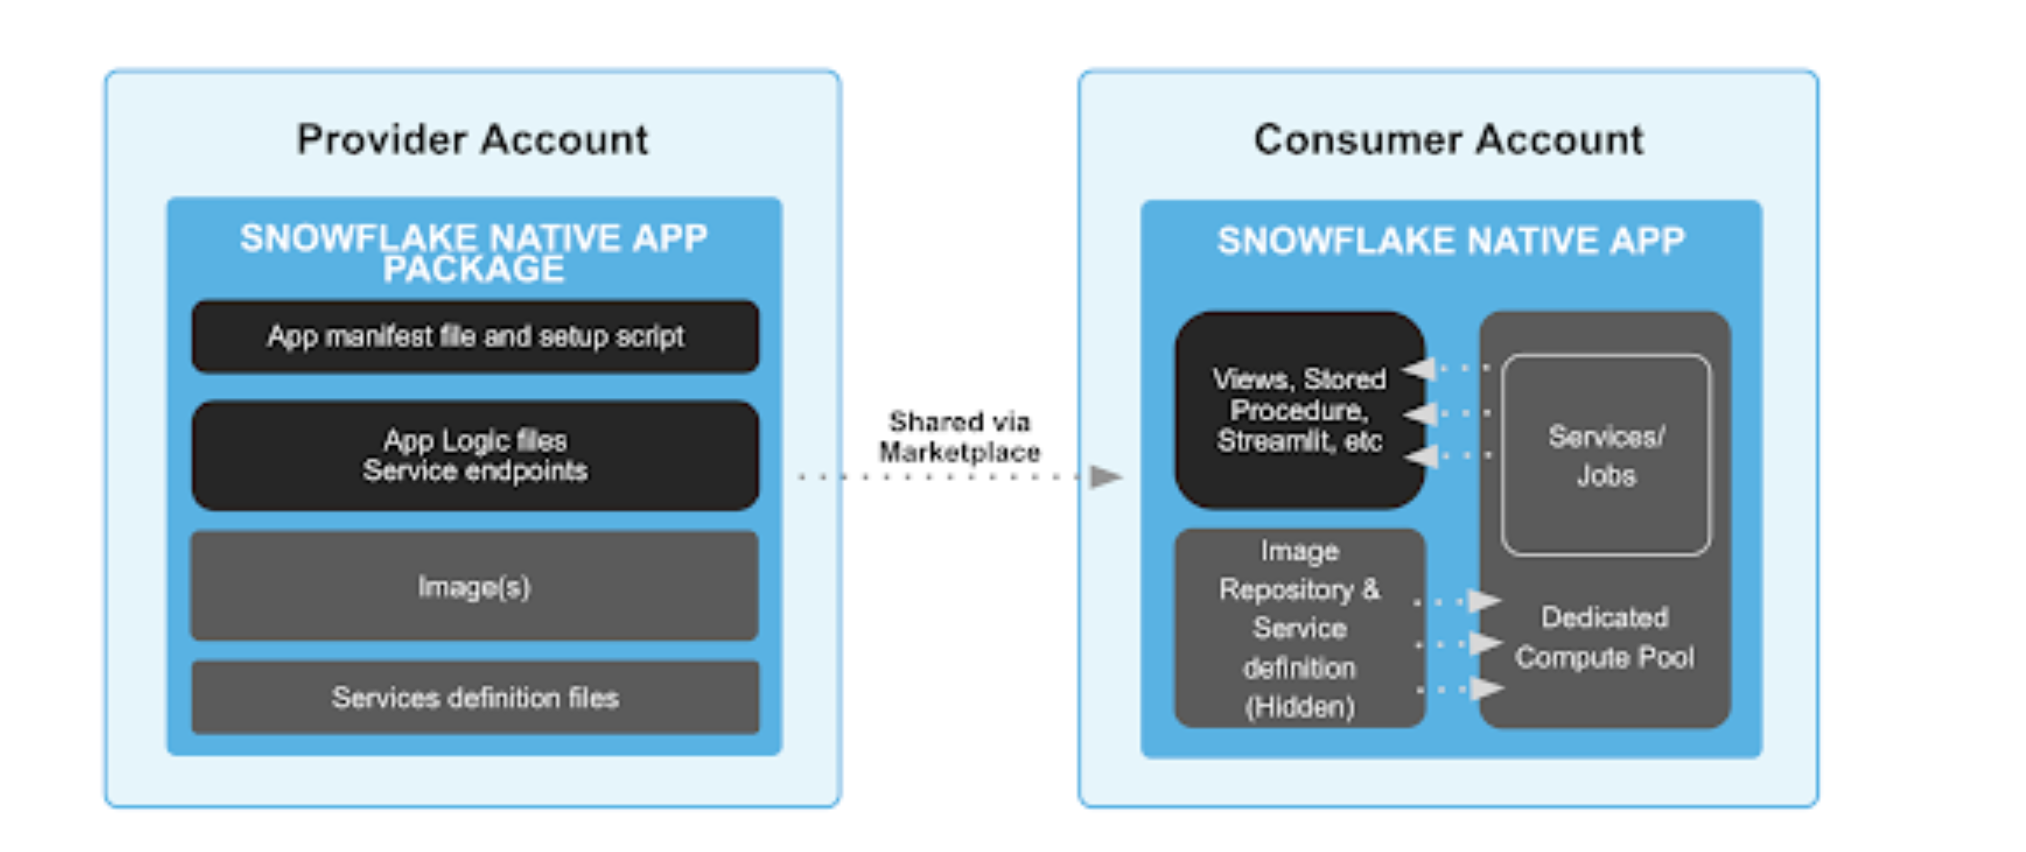 Provider Account
SNOWFLAKE NATIVE APP
PACKAGE
App manifest file and setup script
App Logic files
Service endpoints
Image(s)
Services definition files
Shared via
Marketplace
Consumer Account
SNOWFLAKE NATIVE APP
Views, Stored
Procedure,
Streamlit, etc
Services/
Jobs
Image
Repository &
Service
definition
(Hidden)
Dedicated
Compute Pool